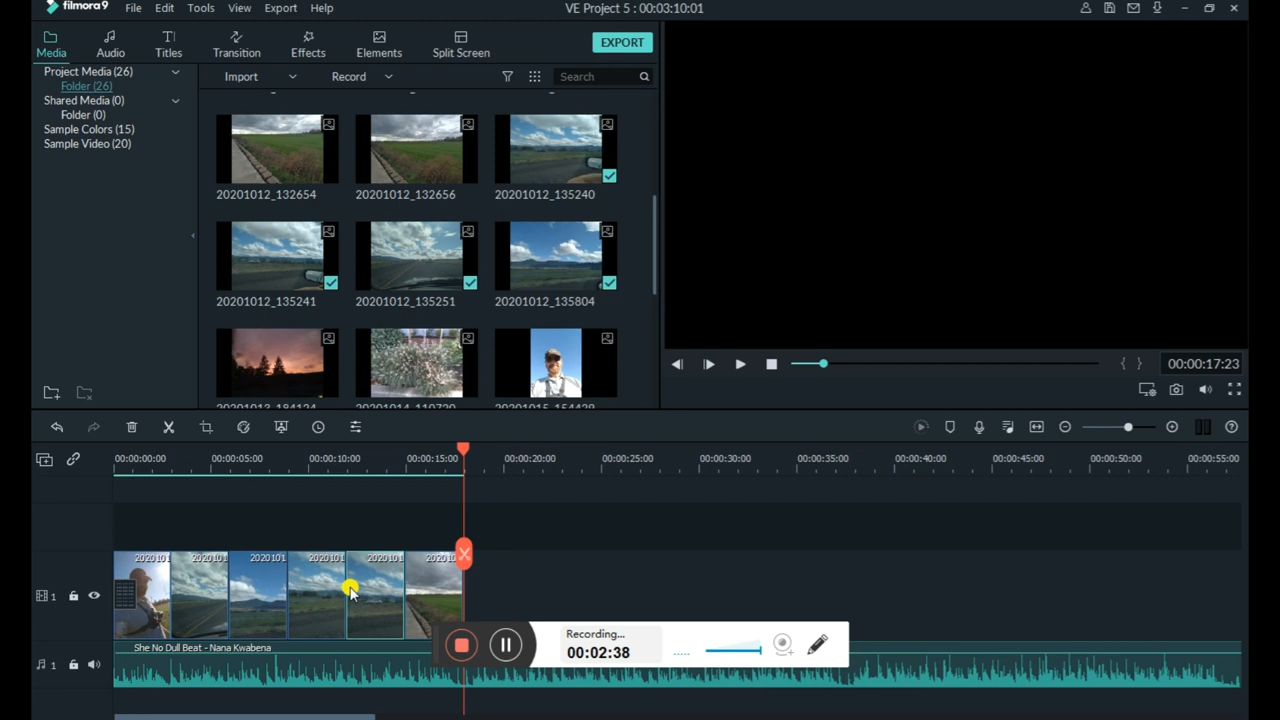 filmora9 File Edit Tools View Export Help VE Project 5 : 00:03:10:01
Media Audio Titles Transition Effects Elements Split Screen EXPORT
Project Media (26) Import Record Search
Folder (26)
Shared Media (0)
Folder (0)
Sample Colors (15)
Sample Video (20)
20201012_132654 20201012_132656 20201012_135240
20201012_135241 20201012_135251 20201012_135804
00:00:17:23
00:00:00:00 00:00:05:00 00:00:10:00 00:00:15:00 00:00:20:00 00:00:25:00 00:00:30:00 00:00:35:00 00:00:40:00 00:00:45:00 00:00:50:00 00:00:55:00
2020101 2020101 2020101 2020101 2020101
1
Recording...
00:02:38
She No Dull Beat - Nana Kwabena
1